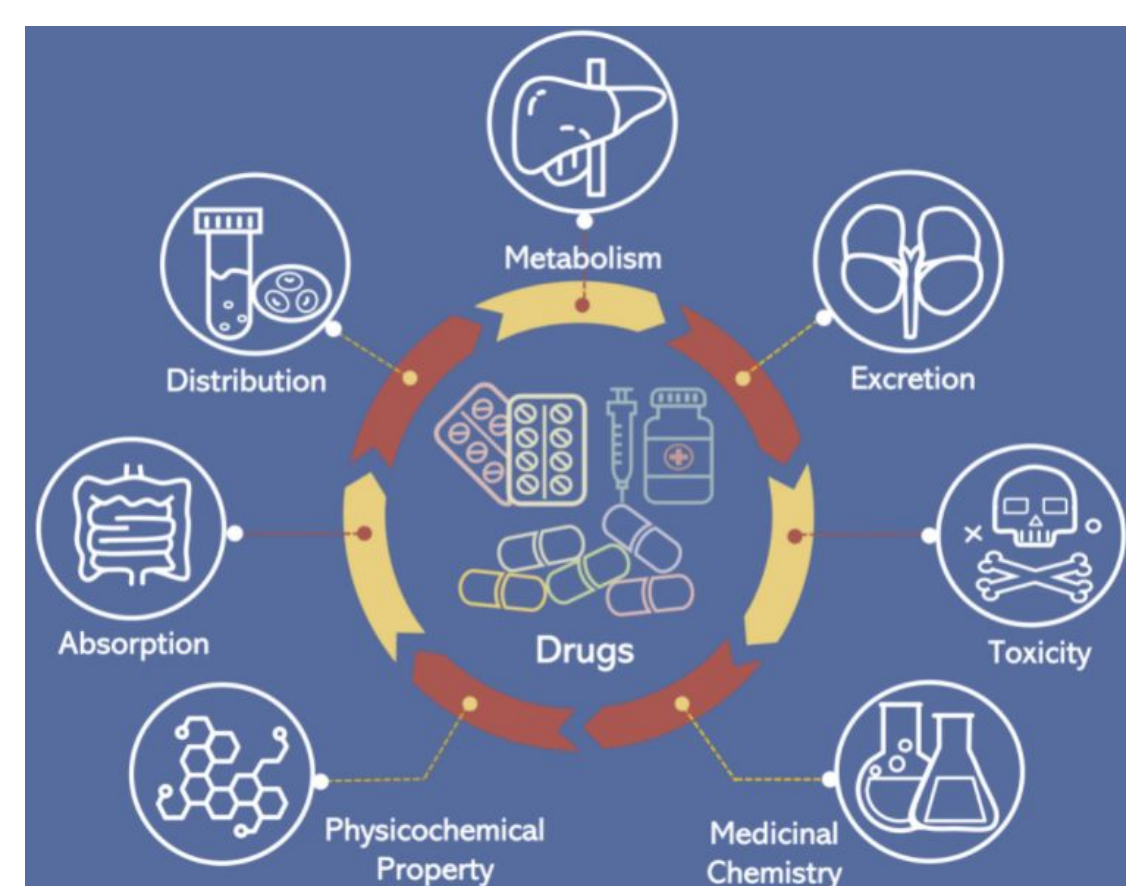 Metabolism
Distribution
Excretion
Absorption
Drugs
Toxicity
Physicochemical
Property
Medicinal
Chemistry